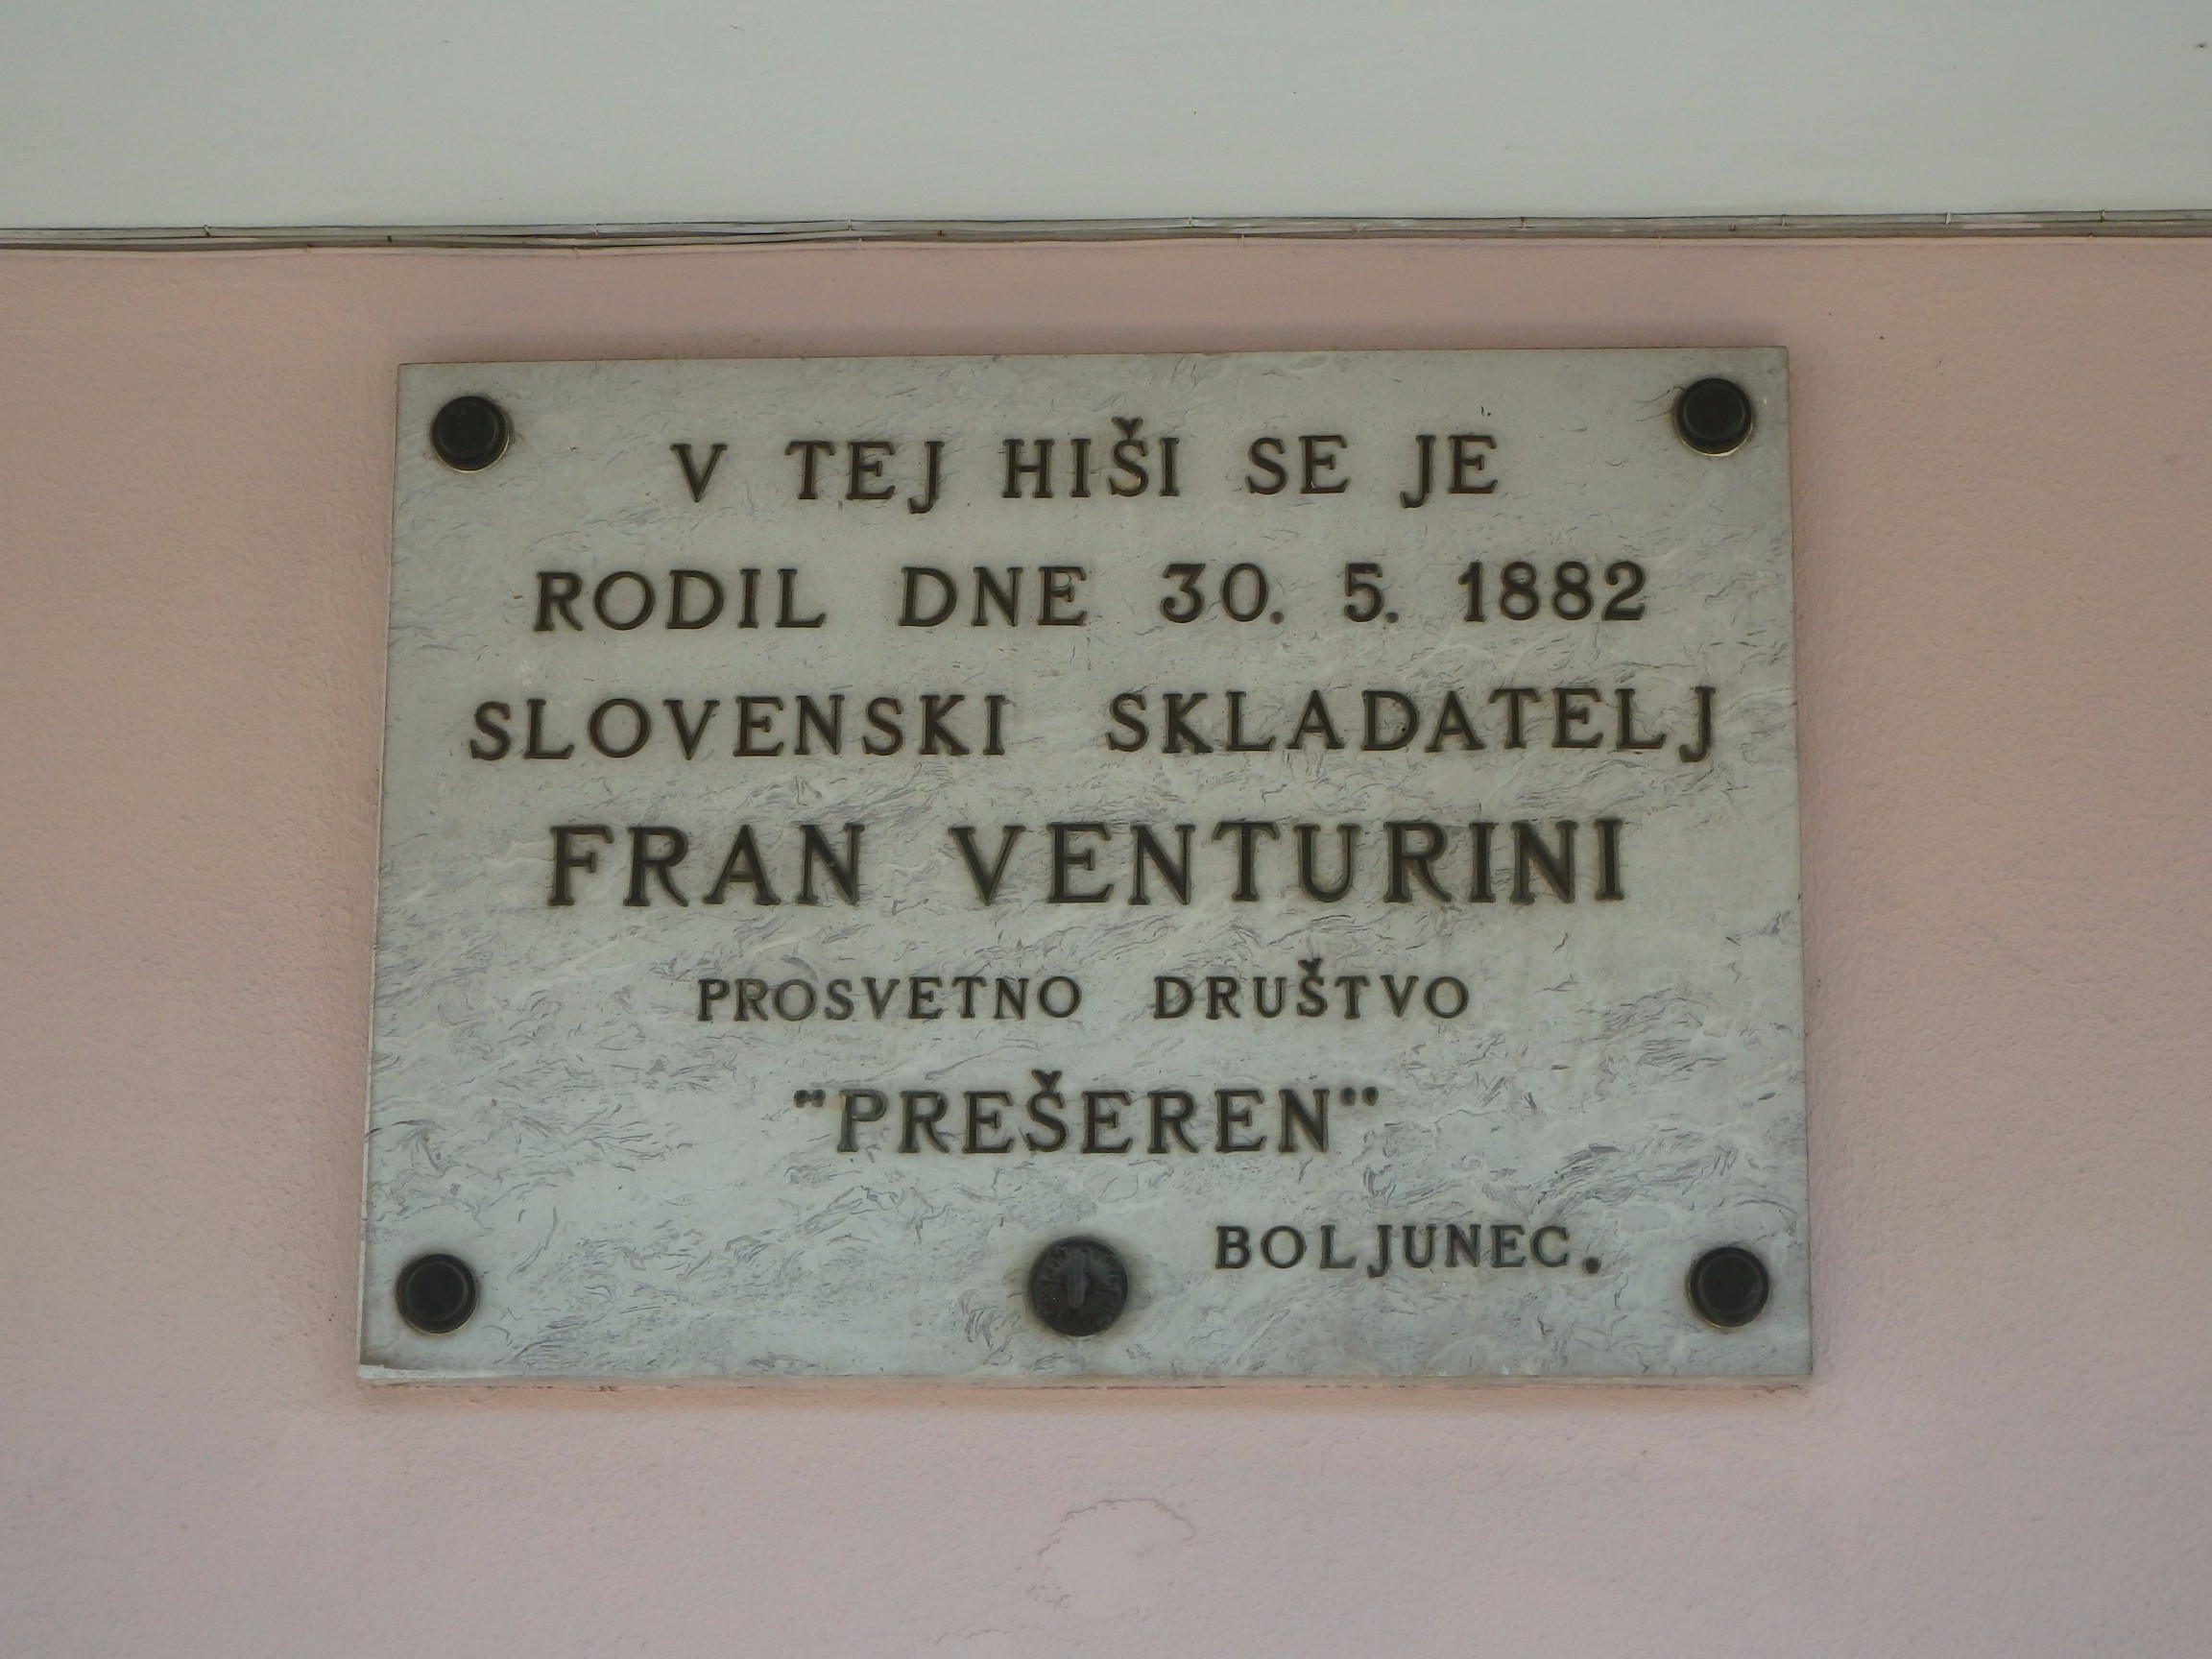 V TEJ HIŠI SE JE
RODIL DNE 30. 5. 1882
SLOVENSKI SKLADATELJ
FRAN VENTURINI
PROSVETNO DRUŠTVO
"PREŠEREN"
BOLJUNEC.